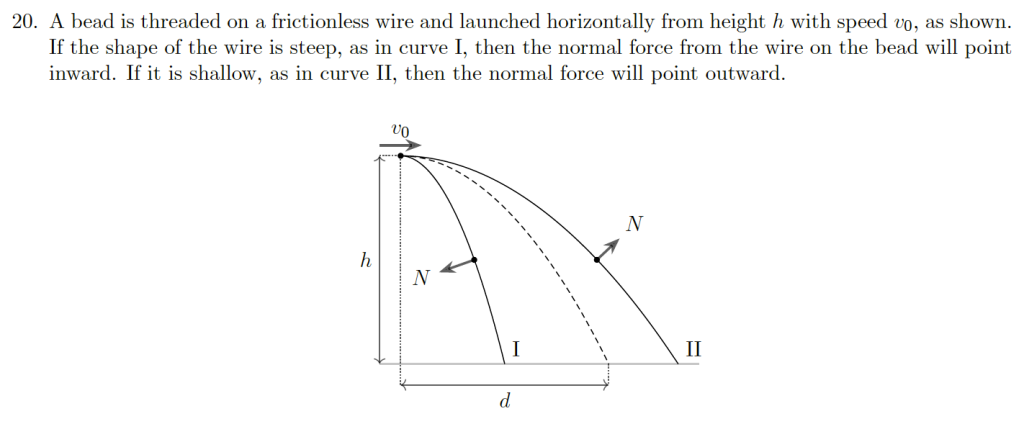 20. A bead is threaded on a frictionless wire and launched horizontally from height h with speed v₀, as shown.
If the shape of the wire is steep, as in curve I, then the normal force from the wire on the bead will point
inward. If it is shallow, as in curve II, then the normal force will point outward.
v₀
N
h
N
I
II
d